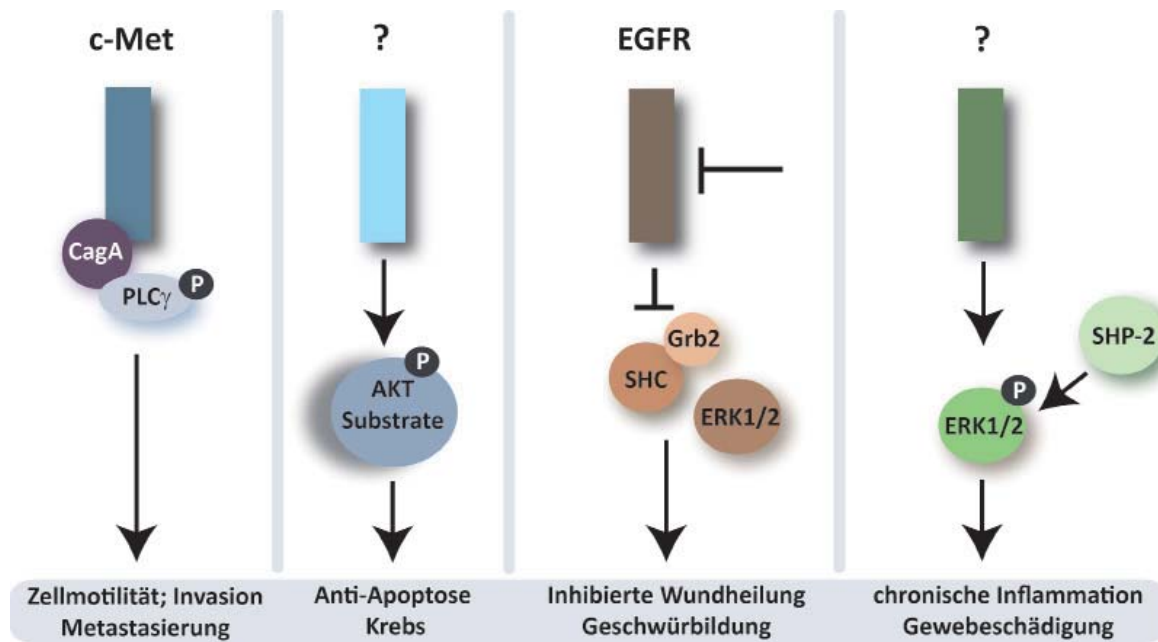 c-Met
CagA
PLCγ
P
Zellmotilität; Invasion
Metastasierung
?
P
AKT
Substrate
Anti-Apoptose
Krebs
EGFR
Grb2
SHC
ERK1/2
Inhibierte Wundheilung
Geschwürbildung
?
SHP-2
P
ERK1/2
chronische Inflammation
Gewebeschädigung